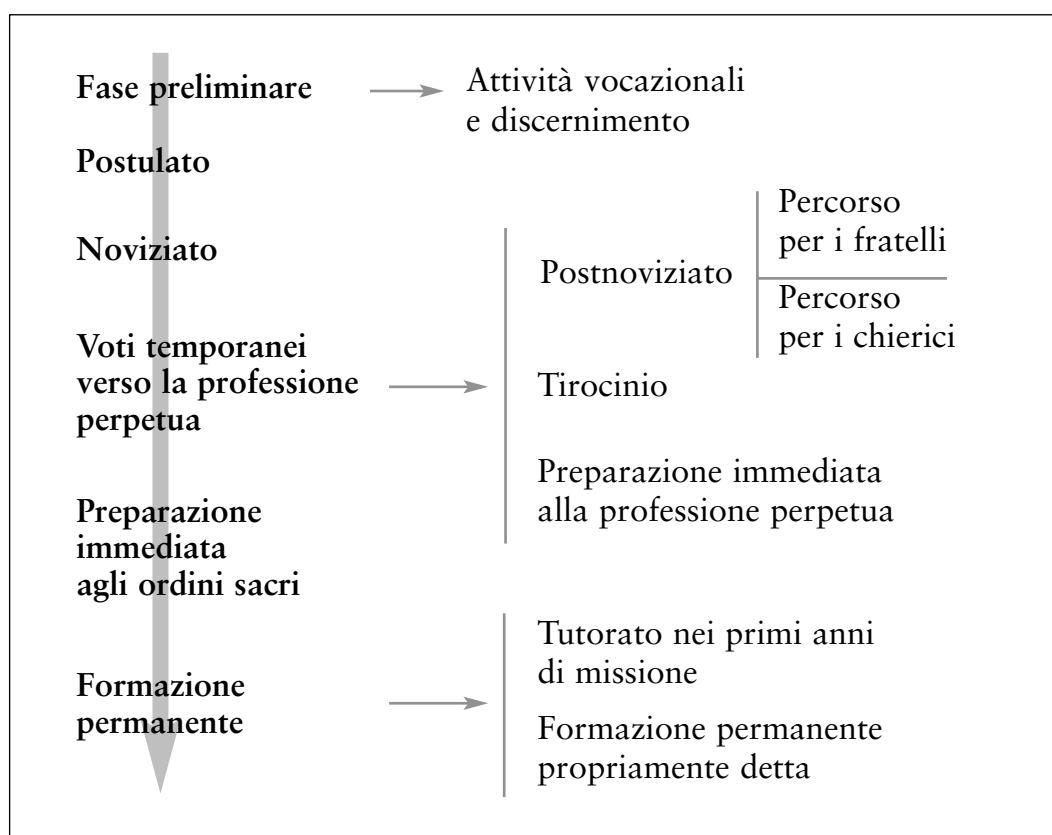 Fase preliminare
Attività vocazionali
e discernimento
Postulato
Noviziato
Voti temporanei
verso la professione
perpetua
Postnoviziato
Percorso
per i fratelli
Percorso
per i chierici
Tirocinio
Preparazione immediata
alla professione perpetua
Preparazione
immediata
agli ordini sacri
Formazione
permanente
Tutorato nei primi anni
di missione
Formazione permanente
propriamente detta